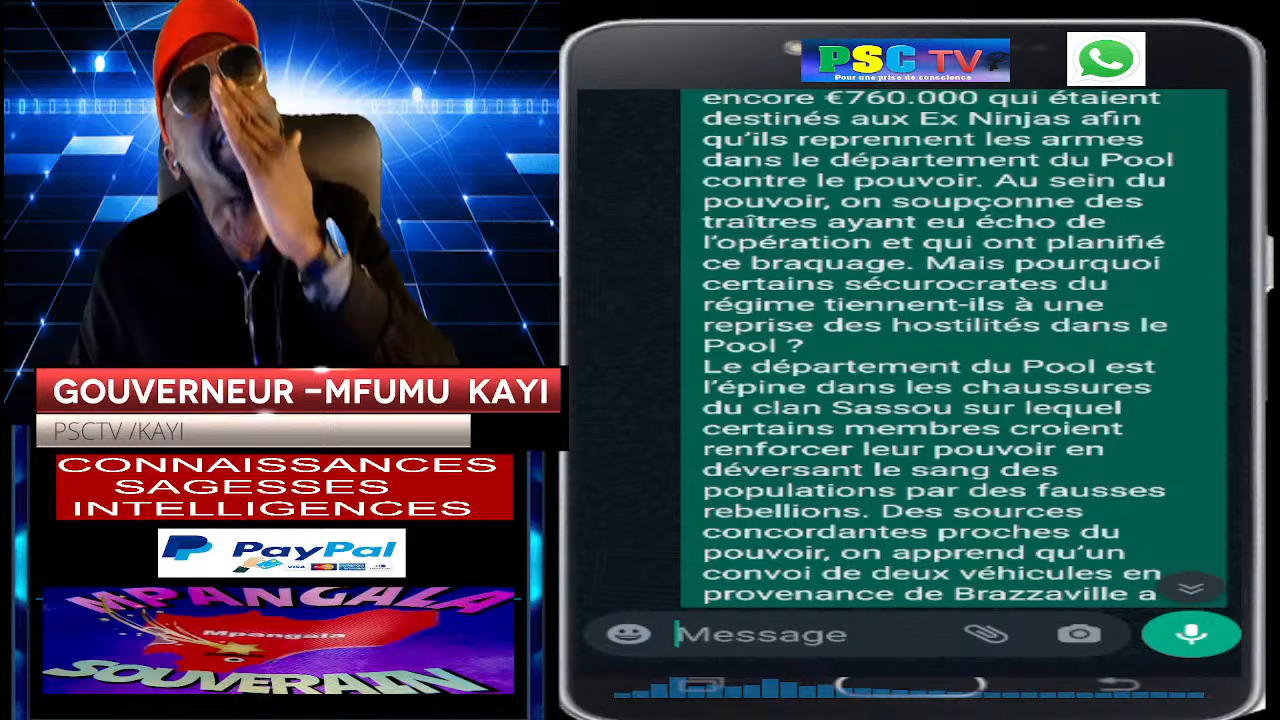 PSC TV
Pour une prise de conscience
encore €760.000 qui étaient
destinés aux Ex Ninjas afin
qu'ils reprennent les armes
dans le département du Pool
contre le pouvoir. Au sein du
pouvoir, on soupçonne des
traîtres ayant eu écho de
l'opération et qui ont planifié
ce braquage. Mais pourquoi
certains sécurocrates du
régime tiennent-ils à une
reprise des hostilités dans le
Pool ?
Le département du Pool est
l'épine dans les chaussures
du clan Sassou sur lequel
certains membres croient
renforcer leur pouvoir en
déversant le sang des
populations par des fausses
rebellions. Des sources
concordantes proches du
pouvoir, on apprend qu'un
convoi de deux véhicules en
provenance de Brazzaville a
Message
GOUVERNEUR -MFUMU KAYI
PSCTV /KAYI
CONNAISSANCES
SAGESSES
INTELLIGENCES
PayPal
VISA
MPANGALA
Mpangala
SOUVERAIN